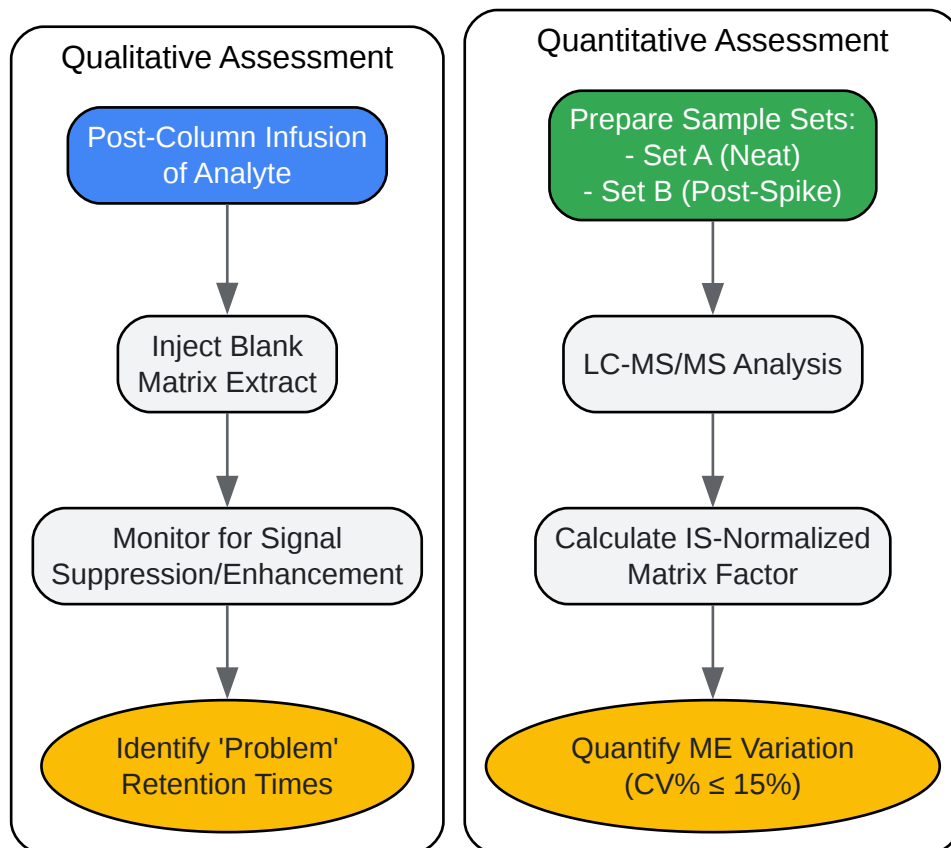 Qualitative Assessment
Post-Column Infusion
of Analyte
Inject Blank
Matrix Extract
Monitor for Signal
Suppression/Enhancement
Identify 'Problem'
Retention Times
Quantitative Assessment
Prepare Sample Sets:
- Set A (Neat)
- Set B (Post-Spike)
LC-MS/MS Analysis
Calculate IS-Normalized
Matrix Factor
Quantify ME Variation
(CV% ≤ 15%)